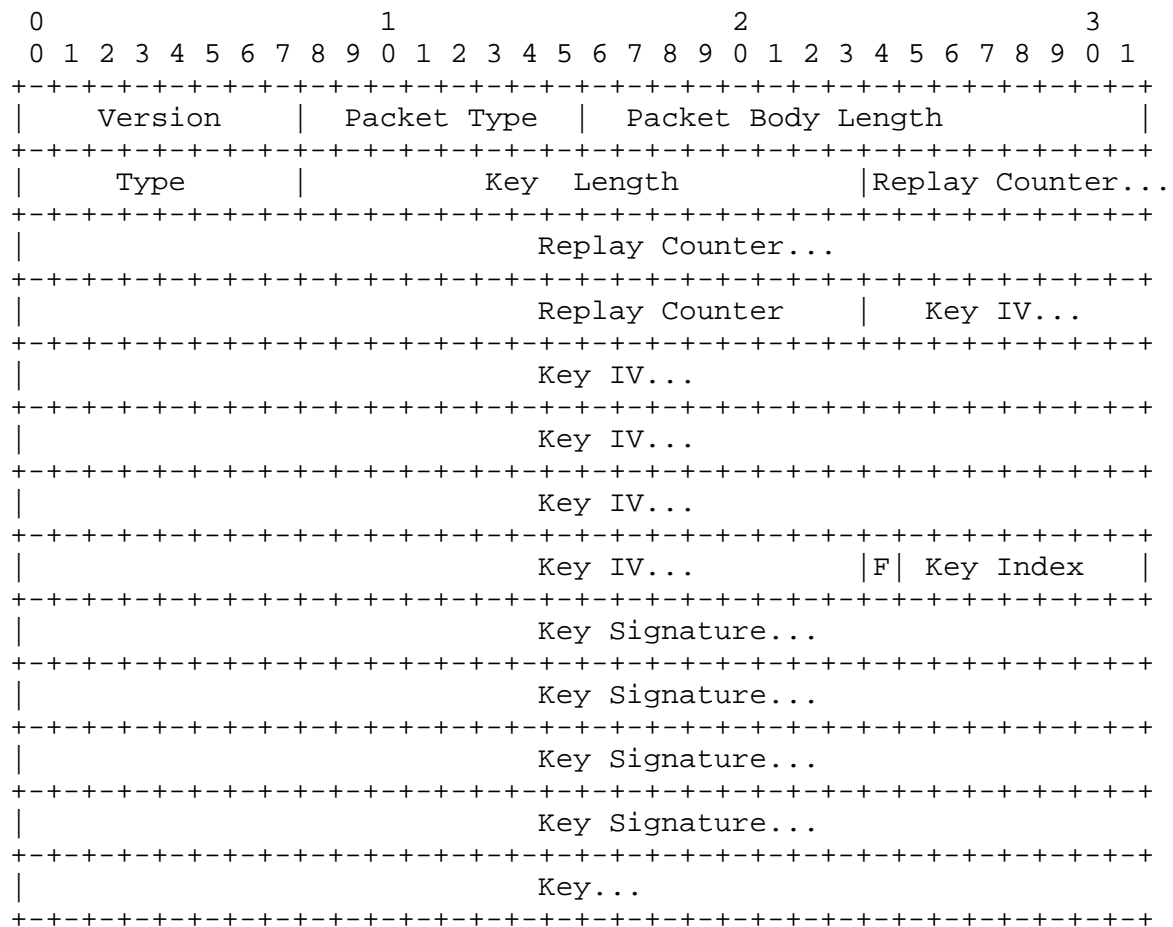 0                   1                   2                   3
 0 1 2 3 4 5 6 7 8 9 0 1 2 3 4 5 6 7 8 9 0 1 2 3 4 5 6 7 8 9 0 1
+-+-+-+-+-+-+-+-+-+-+-+-+-+-+-+-+-+-+-+-+-+-+-+-+-+-+-+-+-+-+-+-+
|    Version    |  Packet Type  |  Packet Body Length           |
+-+-+-+-+-+-+-+-+-+-+-+-+-+-+-+-+-+-+-+-+-+-+-+-+-+-+-+-+-+-+-+-+
|     Type      |          Key  Length          |Replay Counter...
+-+-+-+-+-+-+-+-+-+-+-+-+-+-+-+-+-+-+-+-+-+-+-+-+-+-+-+-+-+-+-+-+
|                             Replay Counter...
+-+-+-+-+-+-+-+-+-+-+-+-+-+-+-+-+-+-+-+-+-+-+-+-+-+-+-+-+-+-+-+-+
|                             Replay Counter    |   Key IV...
+-+-+-+-+-+-+-+-+-+-+-+-+-+-+-+-+-+-+-+-+-+-+-+-+-+-+-+-+-+-+-+-+
|                             Key IV...
+-+-+-+-+-+-+-+-+-+-+-+-+-+-+-+-+-+-+-+-+-+-+-+-+-+-+-+-+-+-+-+-+
|                             Key IV...
+-+-+-+-+-+-+-+-+-+-+-+-+-+-+-+-+-+-+-+-+-+-+-+-+-+-+-+-+-+-+-+-+
|                             Key IV...
+-+-+-+-+-+-+-+-+-+-+-+-+-+-+-+-+-+-+-+-+-+-+-+-+-+-+-+-+-+-+-+-+
|                             Key IV...         |F| Key Index   |
+-+-+-+-+-+-+-+-+-+-+-+-+-+-+-+-+-+-+-+-+-+-+-+-+-+-+-+-+-+-+-+-+
|                             Key Signature...
+-+-+-+-+-+-+-+-+-+-+-+-+-+-+-+-+-+-+-+-+-+-+-+-+-+-+-+-+-+-+-+-+
|                             Key Signature...
+-+-+-+-+-+-+-+-+-+-+-+-+-+-+-+-+-+-+-+-+-+-+-+-+-+-+-+-+-+-+-+-+
|                             Key Signature...
+-+-+-+-+-+-+-+-+-+-+-+-+-+-+-+-+-+-+-+-+-+-+-+-+-+-+-+-+-+-+-+-+
|                             Key Signature...
+-+-+-+-+-+-+-+-+-+-+-+-+-+-+-+-+-+-+-+-+-+-+-+-+-+-+-+-+-+-+-+-+
|                             Key...
+-+-+-+-+-+-+-+-+-+-+-+-+-+-+-+-+-+-+-+-+-+-+-+-+-+-+-+-+-+-+-+-+